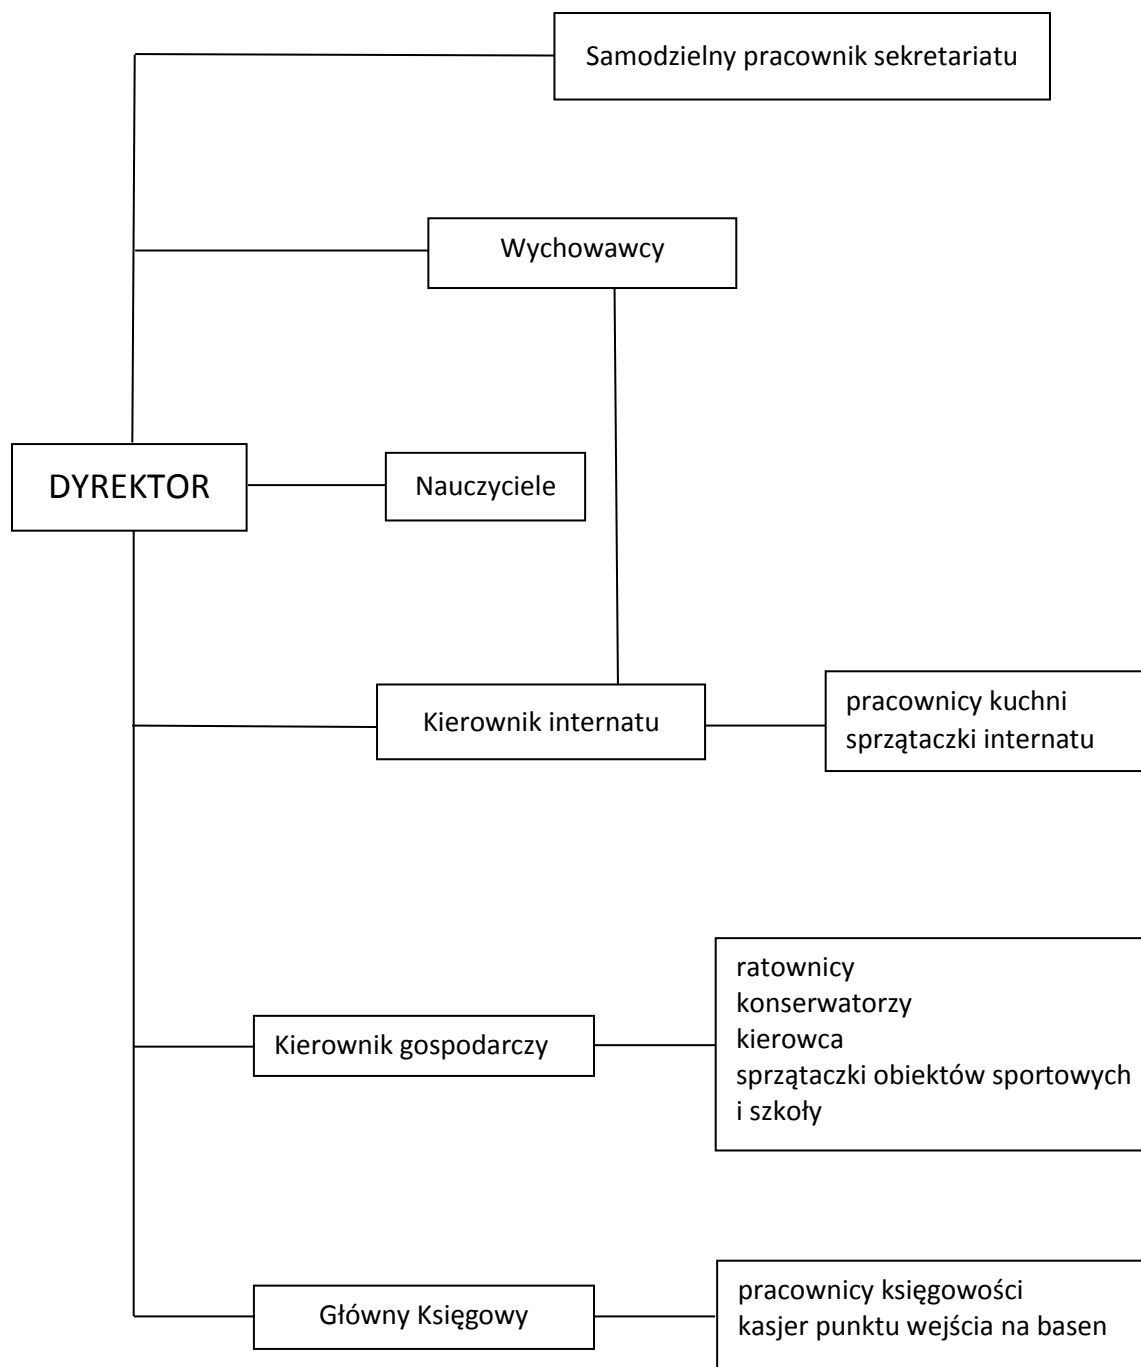 Samodzielny pracownik sekretariatu
Wychowawcy
DYREKTOR
Nauczyciele
Kierownik internatu
pracownicy kuchni
sprzątaczki internatu
Kierownik gospodarczy
ratownicy
konserwatorzy
kierowca
sprzątaczki obiektów sportowych
i szkoły
Główny Księgowy
pracownicy księgowości
kasjer punktu wejścia na basen